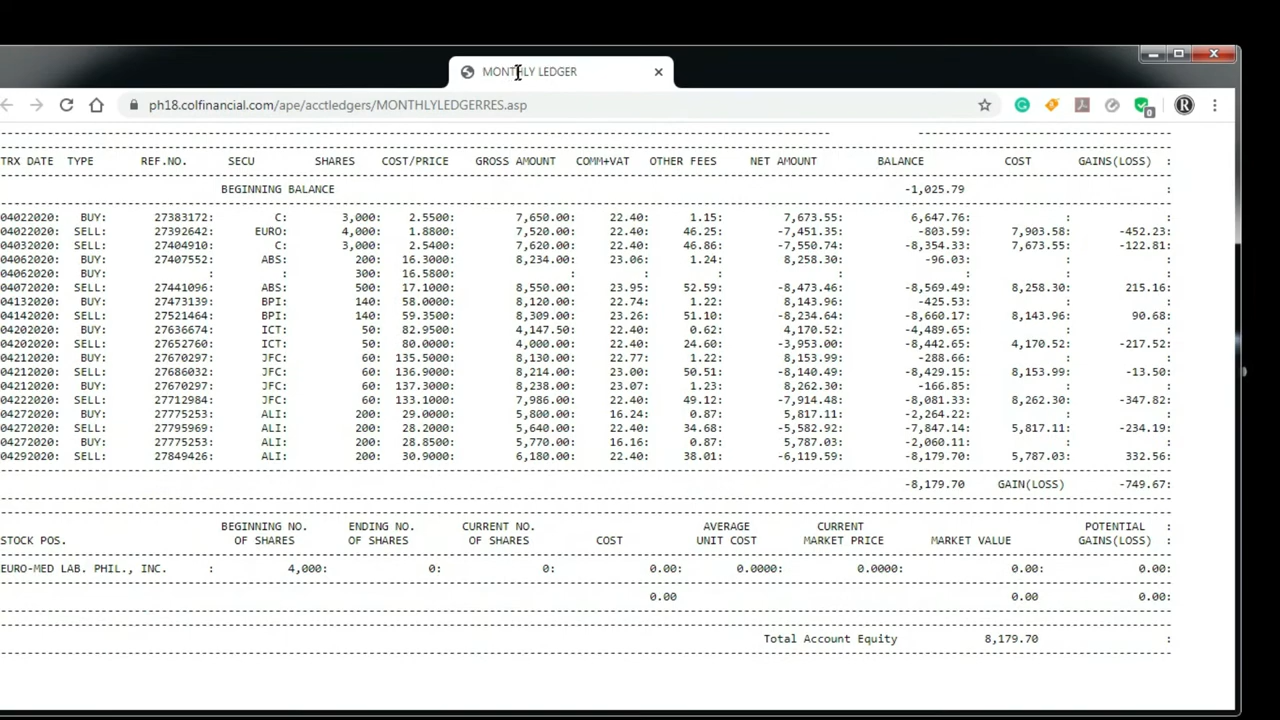 MONTHLY LEDGER
ph18.colfinancial.com/ape/acctledgers/MONTHLYLEDGERRES.asp
0
R
TRX DATE TYPE REF.NO. SECU SHARES COST/PRICE GROSS AMOUNT COMM+VAT OTHER FEES NET AMOUNT BALANCE COST GAINS(LOSS) :
BEGINNING BALANCE -1,025.79 :
04022020: BUY: 27383172: C: 3,000: 2.5500: 7,650.00: 22.40: 1.15: 7,673.55: 6,647.76: : :
04022020: SELL: 27392642: EURO: 4,000: 1.8800: 7,520.00: 22.40: 46.25: -7,451.35: -803.59: 7,903.58: -452.23:
04032020: SELL: 27404910: C: 3,000: 2.5400: 7,620.00: 22.40: 46.86: -7,550.74: -8,354.33: 7,673.55: -122.81:
04062020: BUY: 27407552: ABS: 200: 16.3000: 8,234.00: 23.06: 1.24: 8,258.30: -96.03: : :
04062020: BUY: : : 300: 16.5800: : : : : : : :
04072020: SELL: 27441096: ABS: 500: 17.1000: 8,550.00: 23.95: 52.59: -8,473.46: -8,569.49: 8,258.30: 215.16:
04132020: BUY: 27473139: BPI: 140: 58.0000: 8,120.00: 22.74: 1.22: 8,143.96: -425.53: : :
04142020: SELL: 27521464: BPI: 140: 59.3500: 8,309.00: 23.26: 51.10: -8,234.64: -8,660.17: 8,143.96: 90.68:
04202020: BUY: 27636674: ICT: 50: 82.9500: 4,147.50: 22.40: 0.62: 4,170.52: -4,489.65: : :
04202020: SELL: 27652760: ICT: 50: 80.0000: 4,000.00: 22.40: 24.60: -3,953.00: -8,442.65: 4,170.52: -217.52:
04212020: BUY: 27670297: JFC: 60: 135.5000: 8,130.00: 22.77: 1.22: 8,153.99: -288.66: : :
04212020: SELL: 27686032: JFC: 60: 136.9000: 8,214.00: 23.00: 50.51: -8,140.49: -8,429.15: 8,153.99: -13.50:
04212020: BUY: 27670297: JFC: 60: 137.3000: 8,238.00: 23.07: 1.23: 8,262.30: -166.85: : :
04222020: SELL: 27712984: JFC: 60: 133.1000: 7,986.00: 22.40: 49.12: -7,914.48: -8,081.33: 8,262.30: -347.82:
04272020: BUY: 27775253: ALI: 200: 29.0000: 5,800.00: 16.24: 0.87: 5,817.11: -2,264.22: : :
04272020: SELL: 27795969: ALI: 200: 28.2000: 5,640.00: 22.40: 34.68: -5,582.92: -7,847.14: 5,817.11: -234.19:
04272020: BUY: 27775253: ALI: 200: 28.8500: 5,770.00: 16.16: 0.87: 5,787.03: -2,060.11: : :
04292020: SELL: 27849426: ALI: 200: 30.9000: 6,180.00: 22.40: 38.01: -6,119.59: -8,179.70: 5,787.03: 332.56:
-8,179.70 GAIN(LOSS) -749.67:
BEGINNING NO. ENDING NO. CURRENT NO. AVERAGE CURRENT POTENTIAL :
STOCK POS. OF SHARES OF SHARES OF SHARES COST UNIT COST MARKET PRICE MARKET VALUE GAINS(LOSS) :
EURO-MED LAB. PHIL., INC. : 4,000: 0: 0: 0.00: 0.0000: 0.0000: 0.00: 0.00:
0.00 0.00 0.00:
Total Account Equity 8,179.70 :